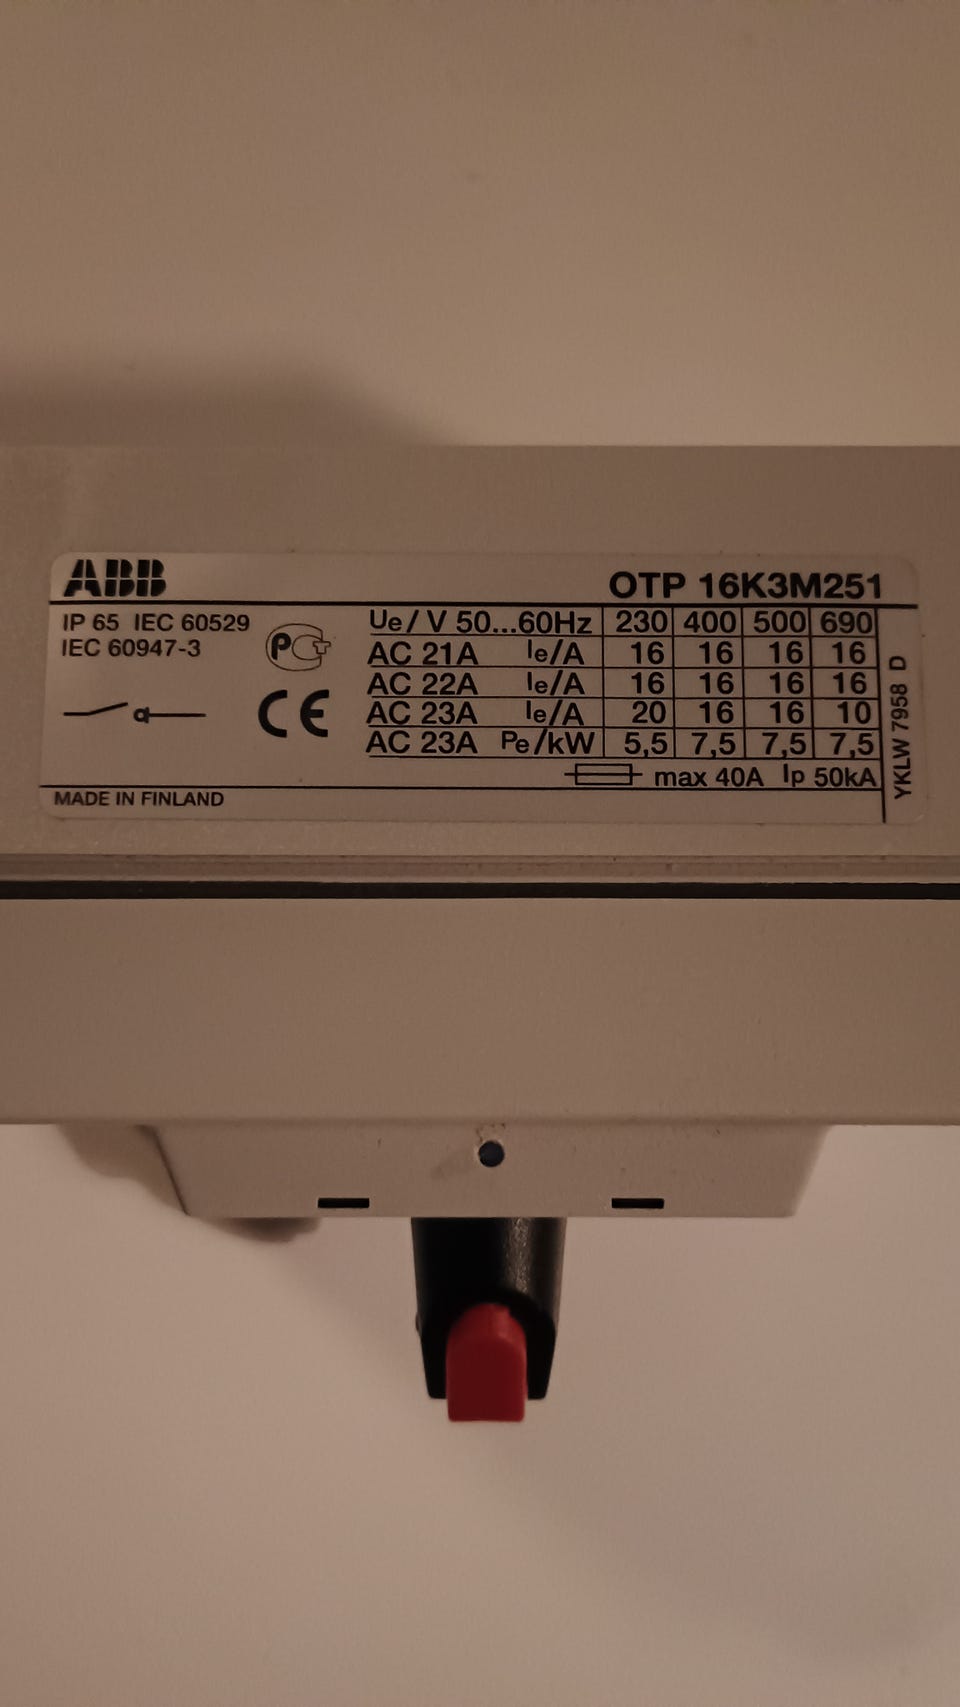 ABB
OTP 16K3M251
IP 65 IEC 60529
IEC 60947-3
PCT
CE
Ue/V 50...60Hz 230 400 500 690
AC 21A Ie/A 16 16 16 16
AC 22A Ie/A 16 16 16 16
AC 23A Ie/A 20 16 16 10
AC 23A Pe/kW 5,5 7,5 7,5 7,5
max 40A Ip 50kA
YKLW 7958 D
MADE IN FINLAND